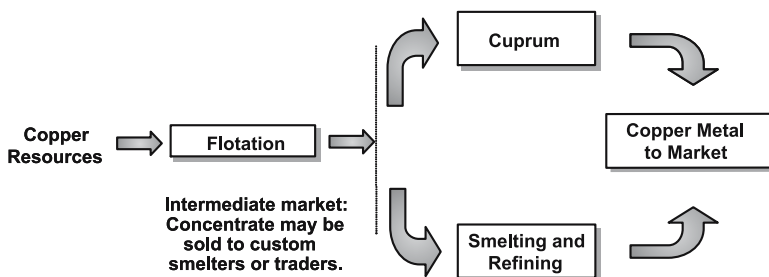 Copper
Resources
Flotation
Intermediate market:
Concentrate may be
sold to custom
smelters or traders.
Cuprum
Smelting and
Refining
Copper Metal
to Market